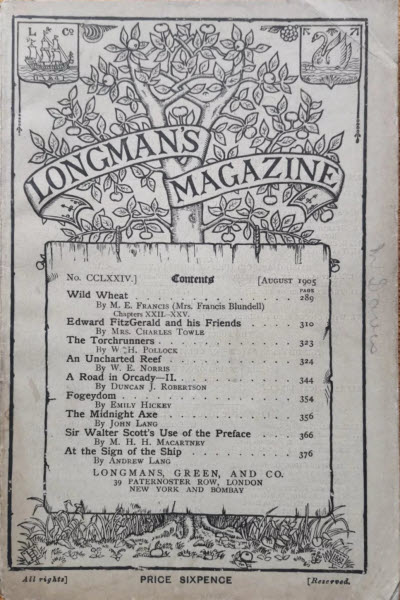 L Co
LONGMAN'S
MAGAZINE
No. CCLXXIV.] Contents [AUGUST 1905
PAGE
Wild Wheat . . . . . . . . . . 289
By M. E. FRANCIS (Mrs. Francis Blundell)
Chapters XXII.-XXV.
Edward FitzGerald and his Friends . . . . 310
By MRS. CHARLES TOWLE
The Torchrunners . . . . . . . . 323
By W. H. POLLOCK
An Uncharted Reef . . . . . . . . 324
By W. E. NORRIS
A Road in Orcady—II. . . . . . . . 344
By DUNCAN J. ROBERTSON
Fogeydom . . . . . . . . . . 354
By EMILY HICKEY
The Midnight Axe . . . . . . . . 356
By JOHN LANG
Sir Walter Scott's Use of the Preface . . . . 366
By M. H. H. MACARTNEY
At the Sign of the Ship . . . . . . 376
By ANDREW LANG
LONGMANS, GREEN, AND CO.
39 PATERNOSTER ROW, LONDON
NEW YORK AND BOMBAY
All rights] PRICE SIXPENCE [Reserved.